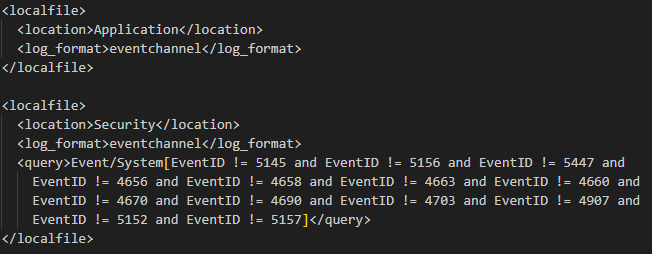 <localfile>
<location>Application</location>
<log_format>eventchannel</log_format>
</localfile>
<localfile>
<location>Security</location>
<log_format>eventchannel</log_format>
<query>Event/System[EventID != 5145 and EventID != 5156 and EventID != 5447 and
EventID != 4656 and EventID != 4658 and EventID != 4663 and EventID != 4660 and
EventID != 4670 and EventID != 4690 and EventID != 4703 and EventID != 4907 and
EventID != 5152 and EventID != 5157]</query>
</localfile>